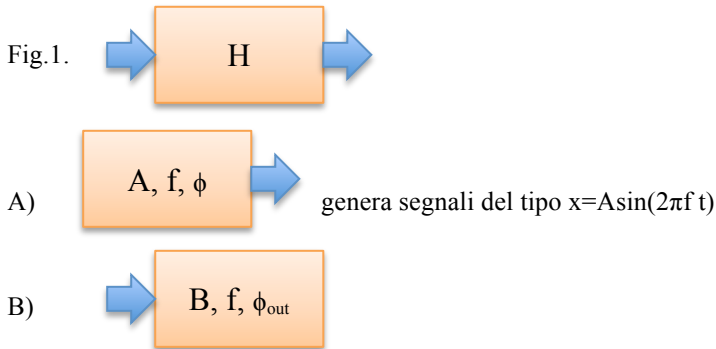 Fig.1.
H
A, f, ϕ
A)
genera segnali del tipo x=Asin(2πf t)
B)
B, f, ϕout